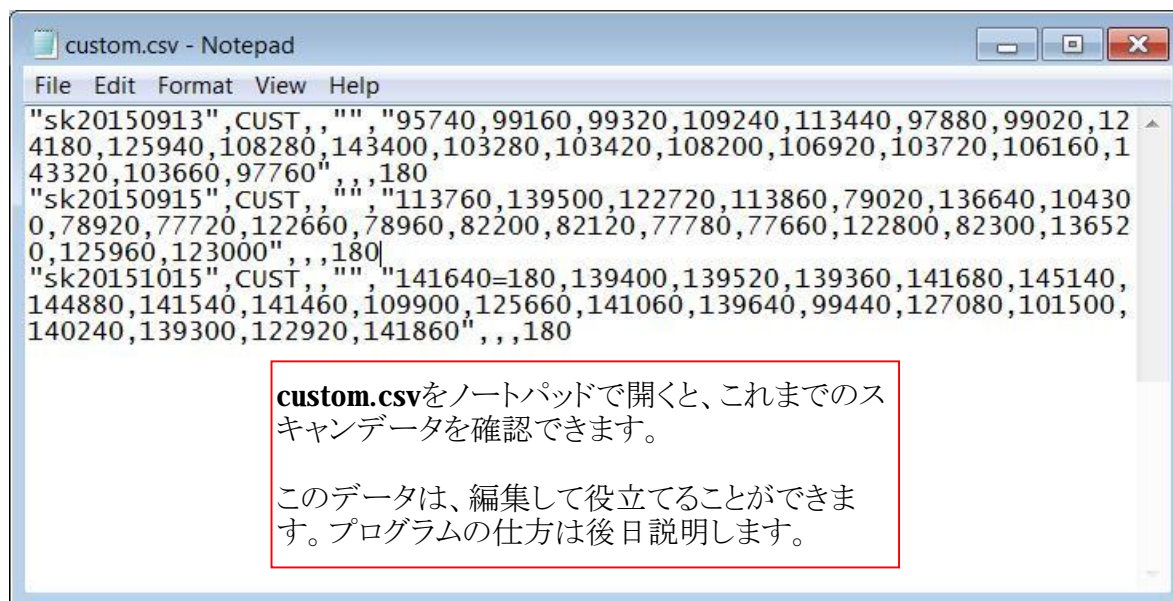 custom.csv - Notepad
File Edit Format View Help
"sk20150913",CUST,,"","95740,99160,99320,109240,113440,97880,99020,12
4180,125940,108280,143400,103280,103420,108200,106920,103720,106160,1
43320,103660,97760",,,180
"sk20150915",CUST,,"","113760,139500,122720,113860,79020,136640,10430
0,78920,77720,122660,78960,82200,82120,77780,77660,122800,82300,13652
0,125960,123000",,,180
"sk20151015",CUST,,"","141640=180,139400,139520,139360,141680,145140,
144880,141540,141460,109900,125660,141060,139640,99440,127080,101500,
140240,139300,122920,141860",,,180
custom.csvをノートパッドで開くと、これまでのス
キャンデータを確認できます。
このデータは、編集して役立てることができま
す。プログラムの仕方は後日説明します。